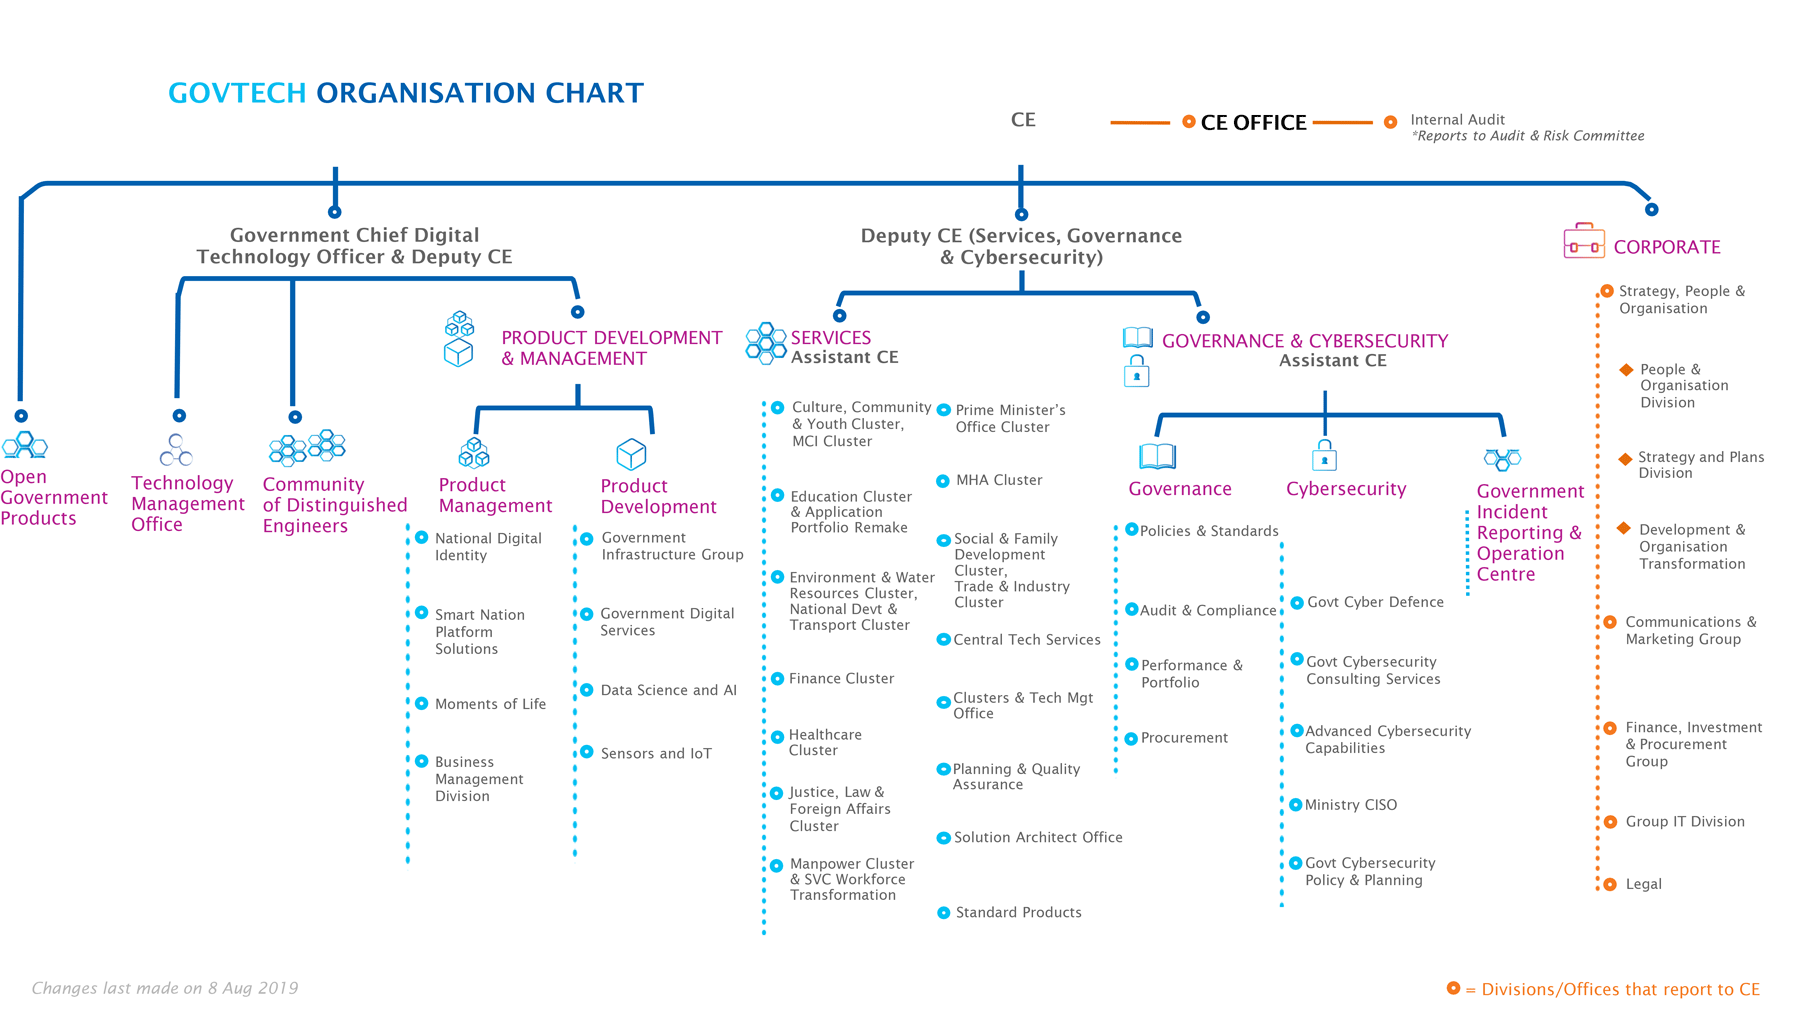 GOVTECH ORGANISATION CHART
CE
CE OFFICE
Internal Audit
*Reports to Audit & Risk Committee
Government Chief Digital
Technology Officer & Deputy CE
Deputy CE (Services, Governance
& Cybersecurity)
CORPORATE
Open
Government
Products
Technology
Management
Office
Community
of Distinguished
Engineers
PRODUCT DEVELOPMENT
& MANAGEMENT
Product
Management
National Digital
Identity
Smart Nation
Platform
Solutions
Moments of Life
Business
Management
Division
Product
Development
Government
Infrastructure Group
Government Digital
Services
Data Science and AI
Sensors and IoT
SERVICES
Assistant CE
Culture, Community
& Youth Cluster,
MCI Cluster
Education Cluster
& Application
Portfolio Remake
Environment & Water
Resources Cluster,
National Devt &
Transport Cluster
Finance Cluster
Healthcare
Cluster
Justice, Law &
Foreign Affairs
Cluster
Manpower Cluster
& SVC Workforce
Transformation
Prime Minister's
Office Cluster
MHA Cluster
Social & Family
Development
Cluster,
Trade & Industry
Cluster
Central Tech Services
Clusters & Tech Mgt
Office
Planning & Quality
Assurance
Solution Architect Office
Standard Products
GOVERNANCE & CYBERSECURITY
Assistant CE
Governance
Policies & Standards
Audit & Compliance
Performance &
Portfolio
Procurement
Cybersecurity
Govt Cyber Defence
Govt Cybersecurity
Consulting Services
Advanced Cybersecurity
Capabilities
Ministry CISO
Govt Cybersecurity
Policy & Planning
Government
Incident
Reporting &
Operation
Centre
Strategy, People &
Organisation
People &
Organisation
Division
Strategy and Plans
Division
Development &
Organisation
Transformation
Communications &
Marketing Group
Finance, Investment
& Procurement
Group
Group IT Division
Legal
Changes last made on 8 Aug 2019
= Divisions/Offices that report to CE